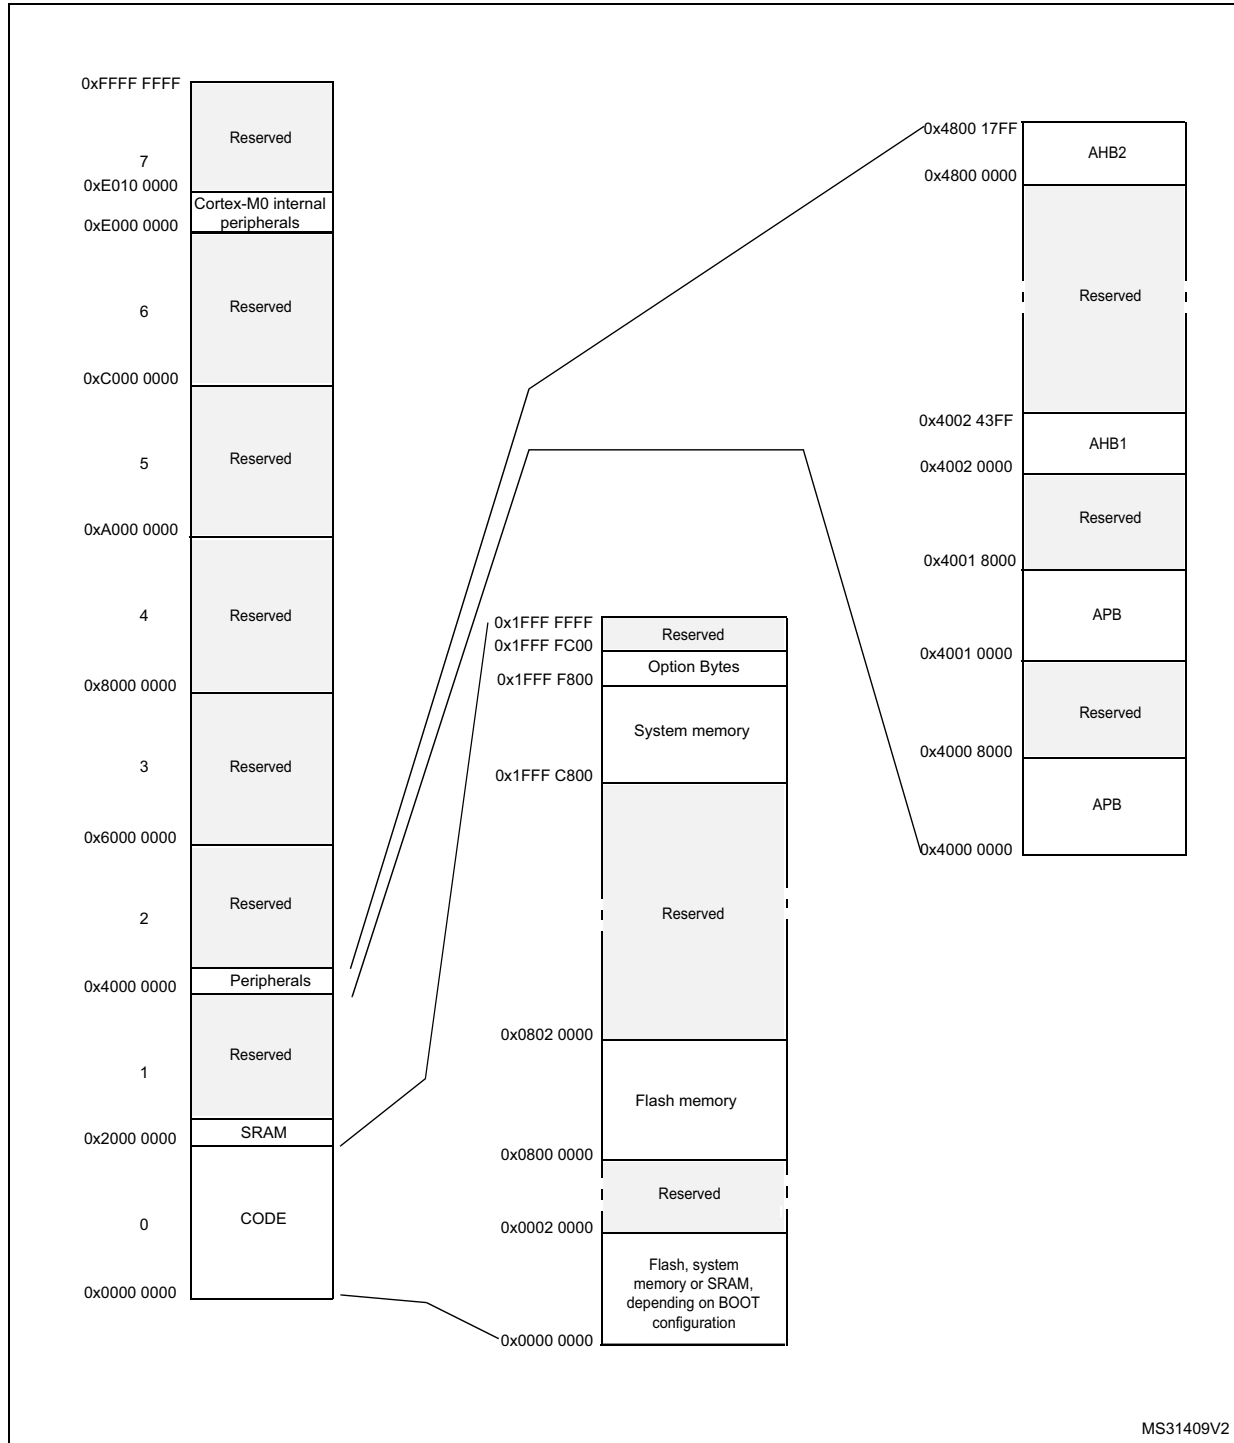 0xFFFF FFFF
Reserved
7
0xE010 0000
Cortex-M0 internal
peripherals
0xE000 0000
Reserved
6
0xC000 0000
Reserved
5
0xA000 0000
Reserved
4
0x8000 0000
Reserved
3
0x6000 0000
Reserved
2
Peripherals
0x4000 0000
Reserved
1
SRAM
0x2000 0000
CODE
0
0x0000 0000
0x1FFF FFFF
Reserved
0x1FFF FC00
Option Bytes
0x1FFF F800
System memory
0x1FFF C800
Reserved
0x0802 0000
Flash memory
0x0800 0000
Reserved
0x0002 0000
Flash, system
memory or SRAM,
depending on BOOT
configuration
0x0000 0000
0x4800 17FF
AHB2
0x4800 0000
Reserved
0x4002 43FF
AHB1
0x4002 0000
Reserved
0x4001 8000
APB
0x4001 0000
Reserved
0x4000 8000
APB
0x4000 0000
MS31409V2